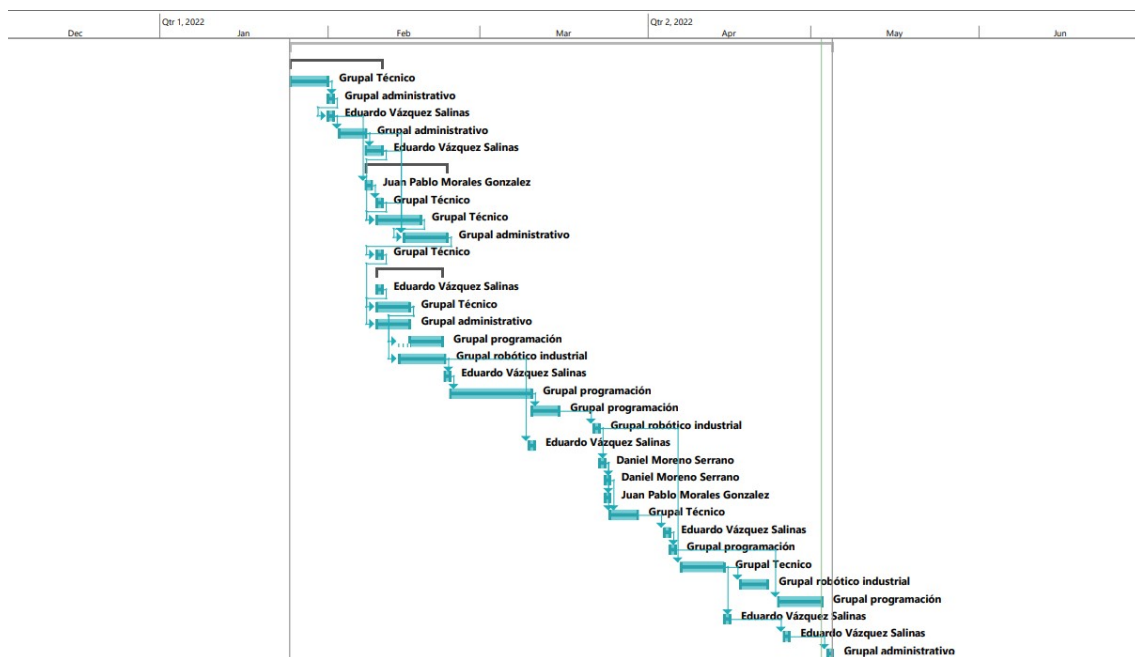 Qtr 1, 2022 Qtr 2, 2022
Dec Jan Feb Mar Apr May Jun
Grupal Técnico
Grupal administrativo
Eduardo Vázquez Salinas
Grupal administrativo
Eduardo Vázquez Salinas
Juan Pablo Morales Gonzalez
Grupal Técnico
Grupal Técnico
Grupal administrativo
Grupal Técnico
Eduardo Vázquez Salinas
Grupal Técnico
Grupal administrativo
Grupal programación
Grupal robótico industrial
Eduardo Vázquez Salinas
Grupal programación
Grupal programación
Grupal robótico industrial
Eduardo Vázquez Salinas
Daniel Moreno Serrano
Daniel Moreno Serrano
Juan Pablo Morales Gonzalez
Grupal Técnico
Eduardo Vázquez Salinas
Grupal programación
Grupal Tecnico
Grupal robótico industrial
Grupal programación
Eduardo Vázquez Salinas
Eduardo Vázquez Salinas
Grupal administrativo